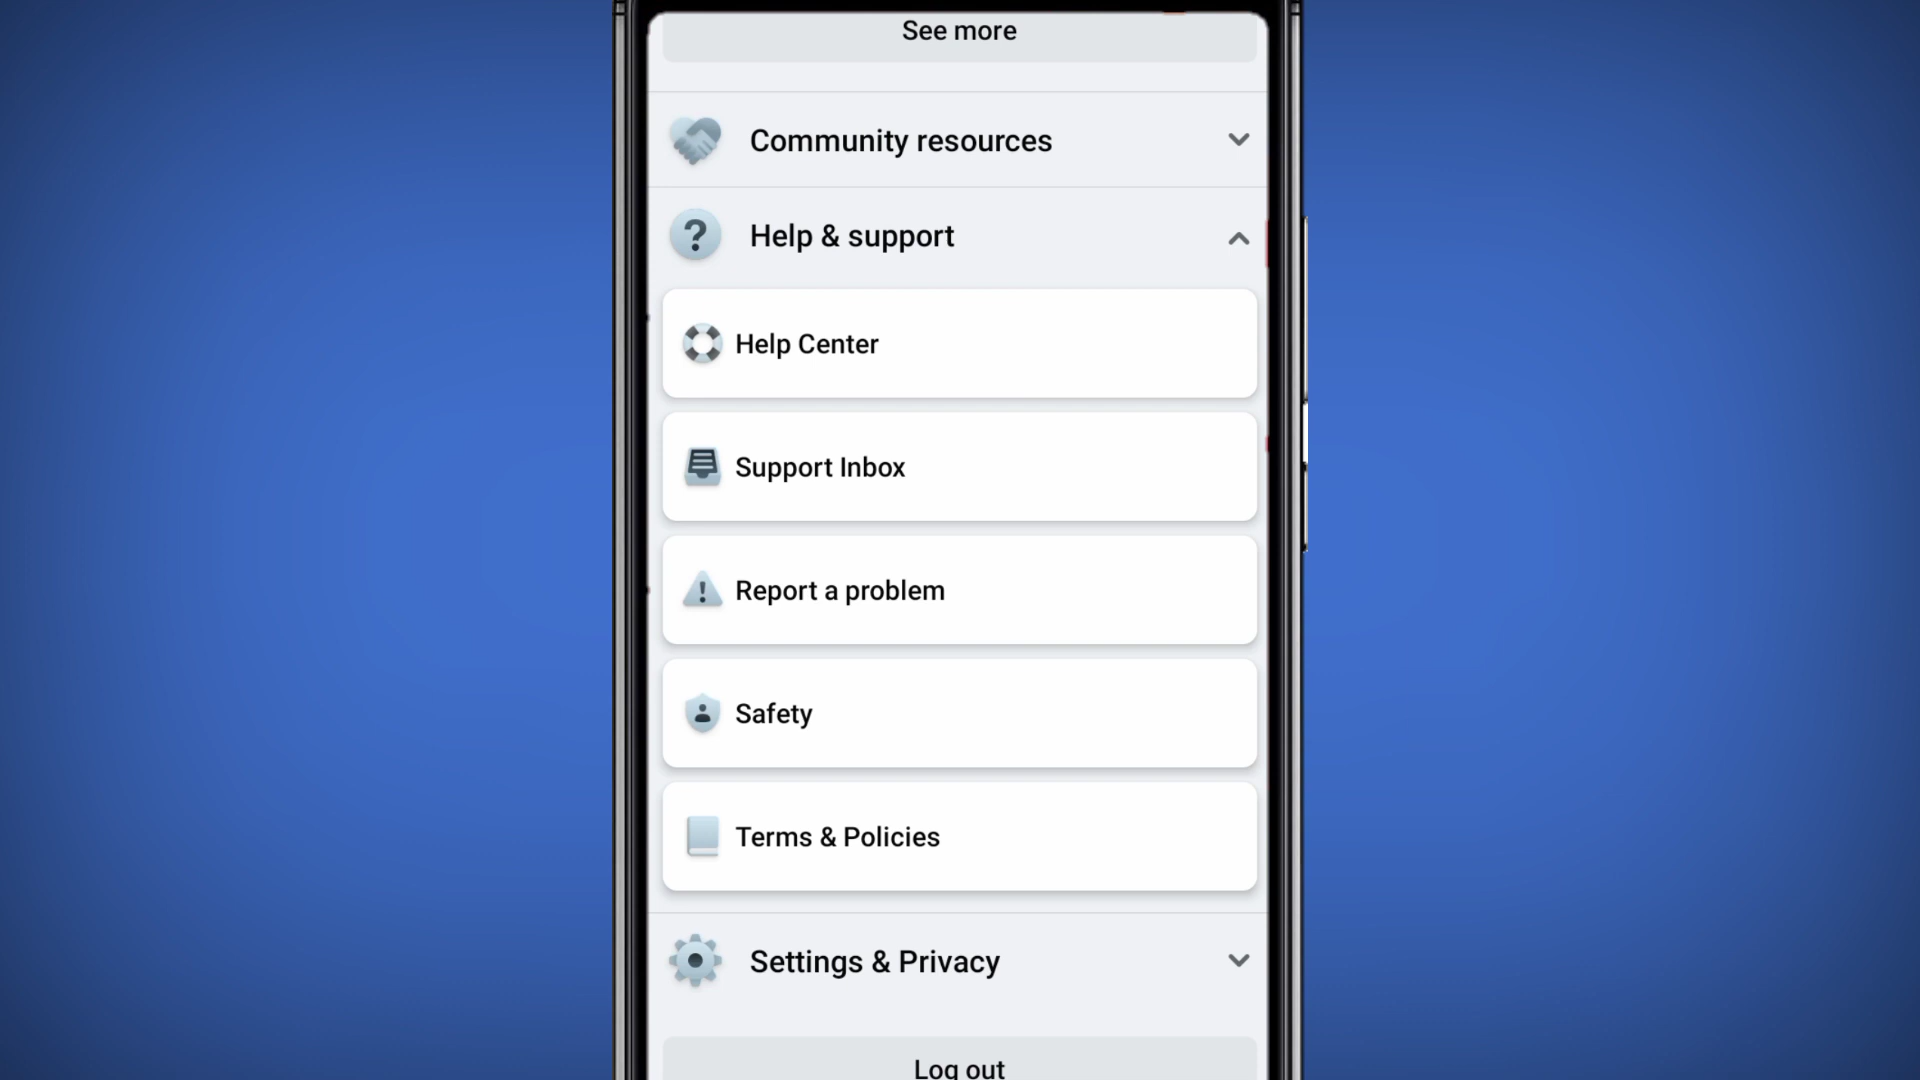 See more
Community resources
Help & support
Help Center
Support Inbox
Report a problem
Safety
Terms & Policies
Settings & Privacy
Log out